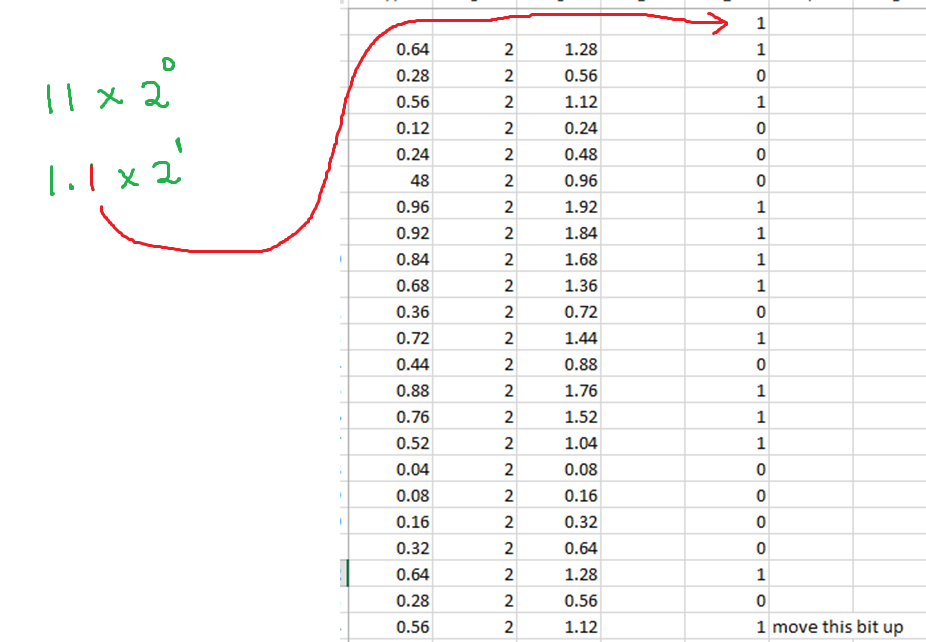 11 x 2^0
1.1 x 2^1
1
0.64 2 1.28 1
0.28 2 0.56 0
0.56 2 1.12 1
0.12 2 0.24 0
0.24 2 0.48 0
48 2 0.96 0
0.96 2 1.92 1
0.92 2 1.84 1
0.84 2 1.68 1
0.68 2 1.36 1
0.36 2 0.72 0
0.72 2 1.44 1
0.44 2 0.88 0
0.88 2 1.76 1
0.76 2 1.52 1
0.52 2 1.04 1
0.04 2 0.08 0
0.08 2 0.16 0
0.16 2 0.32 0
0.32 2 0.64 0
0.64 2 1.28 1
0.28 2 0.56 0
0.56 2 1.12 1 move this bit up